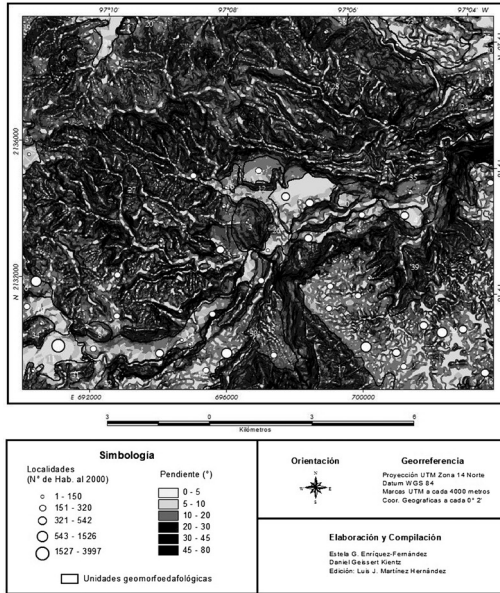 97°10' 97°08' 97°06' 97°04' W
2136000
N 2132000
E 692000 696000 700000
3 0 3 6
Kilómetros
Simbología
Localidades
(N° de Hab. al 2000)
1 - 150
151 - 320
321 - 542
543 - 1526
1527 - 3997
Pendiente (°)
0 - 5
5 - 10
10 - 20
20 - 30
30 - 45
45 - 80
Unidades geomorfoedafológicas
Orientación
N
Georreferencia
Proyección UTM Zona 14 Norte
Datum WGS 84
Marcas UTM a cada 4000 metros
Coor. Geograficas a cada 0° 2'
Elaboración y Compilación
Estela G. Enríquez-Fernández
Daniel Geissert Kientz
Edición: Luis J. Martínez Hernández